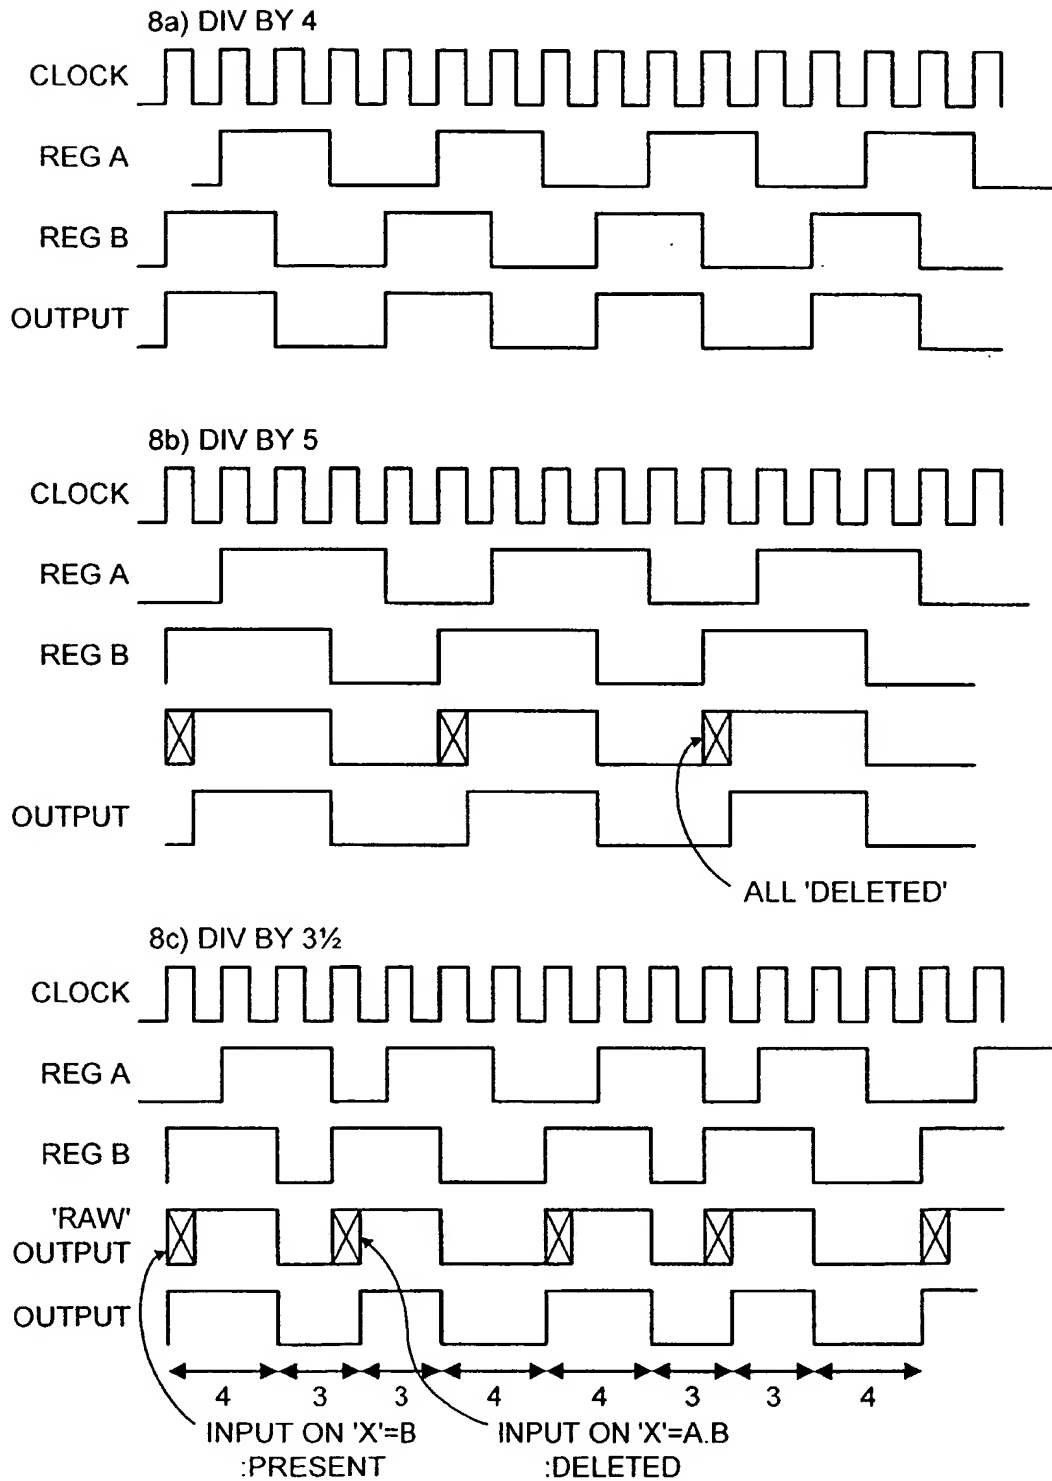 8a) DIV BY 4
CLOCK
REG A
REG B
OUTPUT
8b) DIV BY 5
CLOCK
REG A
REG B
OUTPUT
ALL 'DELETED'
8c) DIV BY 3½
CLOCK
REG A
REG B
'RAW'
OUTPUT
OUTPUT
4 3 3 4 4 3 3 4
INPUT ON 'X'=B
:PRESENT
INPUT ON 'X'=A.B
:DELETED